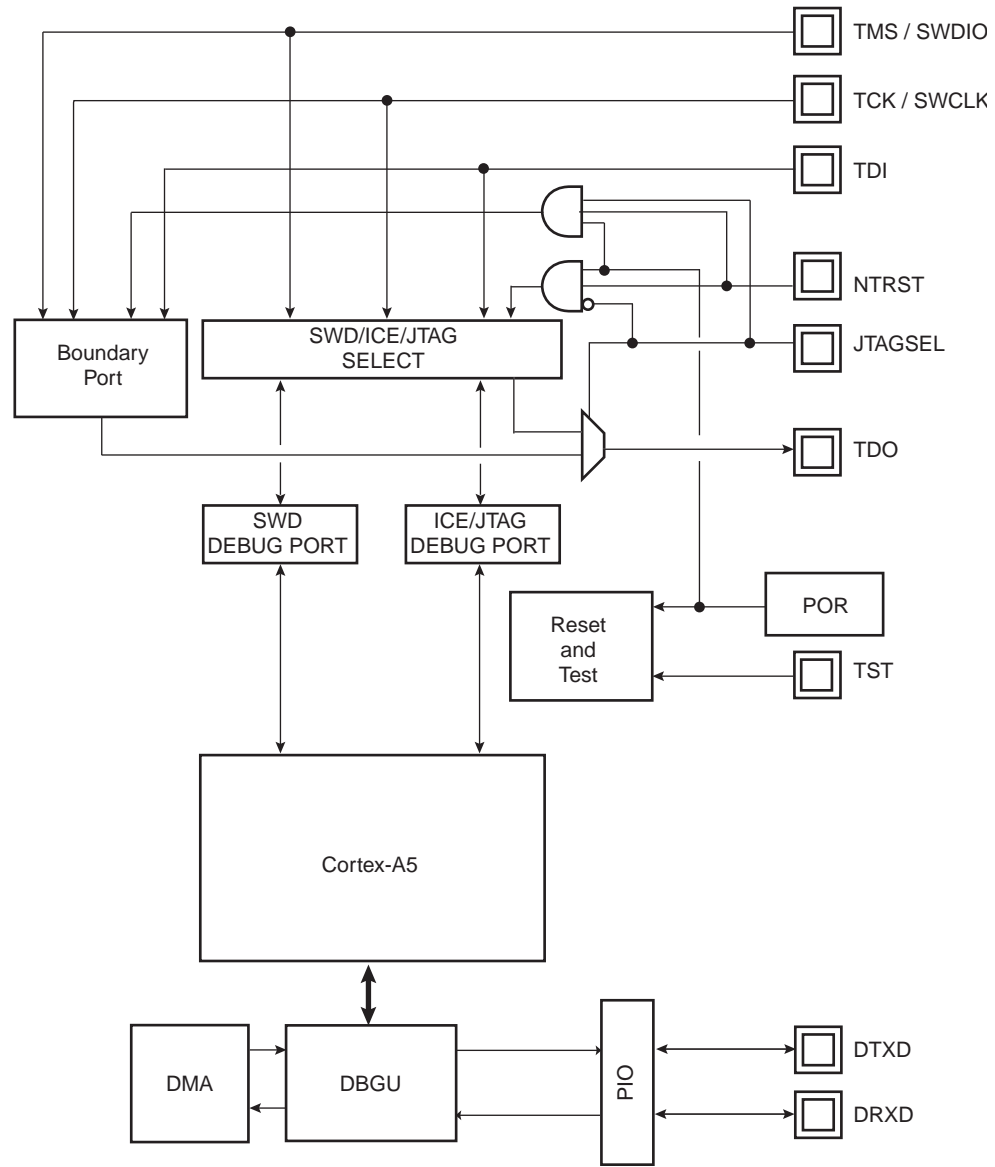 TMS / SWDIO
TCK / SWCLK
TDI
NTRST
JTAGSEL
SWD/ICE/JTAG
SELECT
Boundary
Port
TDO
SWD
DEBUG PORT
ICE/JTAG
DEBUG PORT
POR
Reset
and
Test
TST
Cortex-A5
DMA
DBGU
PIO
DTXD
DRXD